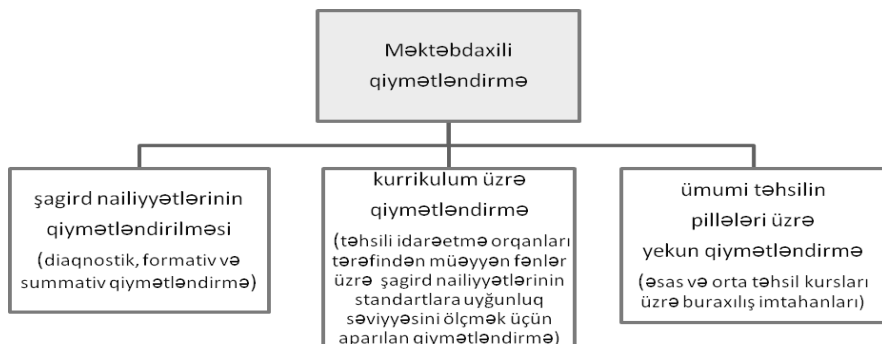 Məktəbdaxili
qiymətləndirmə
şagird nailiyyətlərinin
qiymətləndirilməsi
(diaqnostik, formativ və
summativ qiymətləndirmə)
kurrikulum üzrə
qiymətləndirmə
(təhsili idarəetmə orqanları
tərəfindən müəyyən fənlər
üzrə şagird nailiyyətlərinin
standartlara uyğunluq
səviyyəsini ölçmək üçün
aparılan qiymətləndirmə)
ümumi təhsilin
pillələri üzrə
yekun qiymətləndirmə
(əsas və orta təhsil kursları
üzrə buraxılış imtahanları)